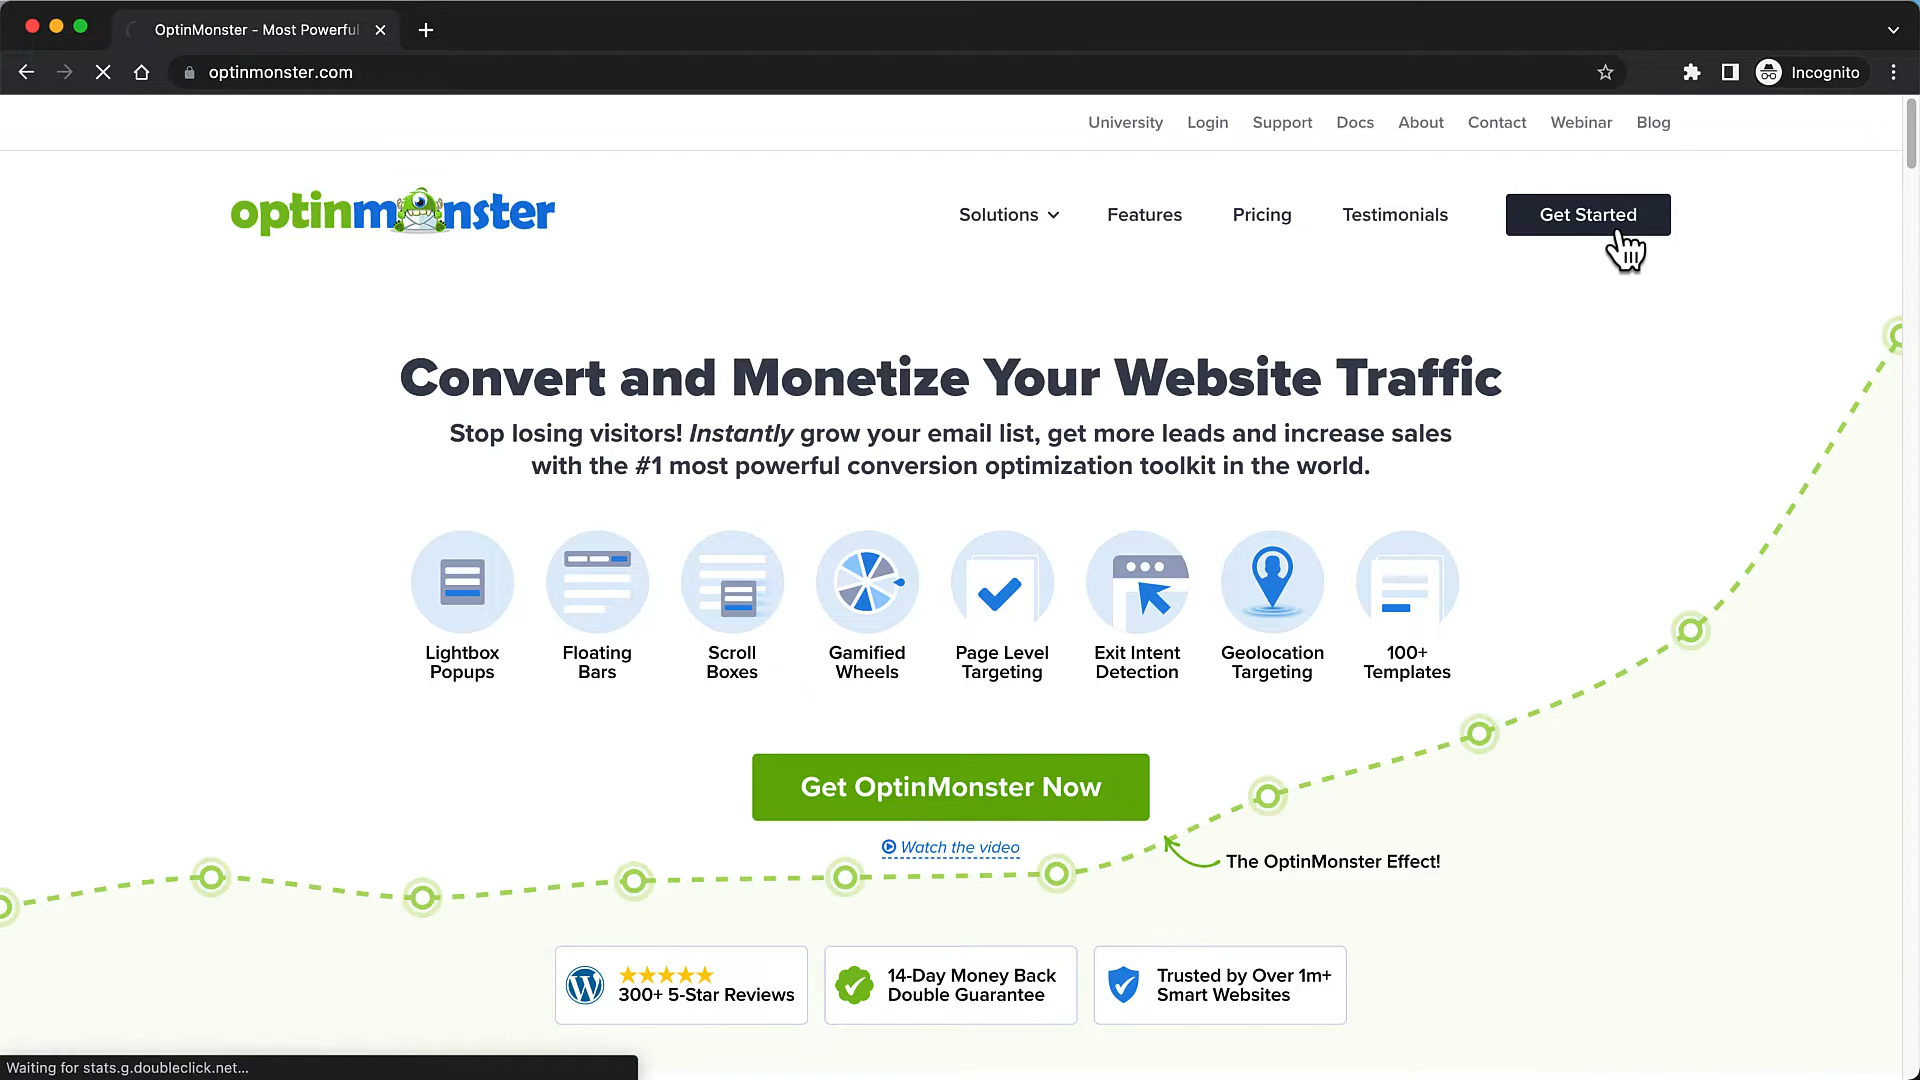 OptinMonster - Most Powerful
optinmonster.com
Incognito
University Login Support Docs About Contact Webinar Blog
optinmonster
Solutions Features Pricing Testimonials Get Started
Convert and Monetize Your Website Traffic
Stop losing visitors! Instantly grow your email list, get more leads and increase sales
with the #1 most powerful conversion optimization toolkit in the world.
Lightbox
Popups
Floating
Bars
Scroll
Boxes
Gamified
Wheels
Page Level
Targeting
Exit Intent
Detection
Geolocation
Targeting
100+
Templates
Get OptinMonster Now
Watch the video
The OptinMonster Effect!
300+ 5-Star Reviews
14-Day Money Back
Double Guarantee
Trusted by Over 1m+
Smart Websites
Waiting for stats.g.doubleclick.net...